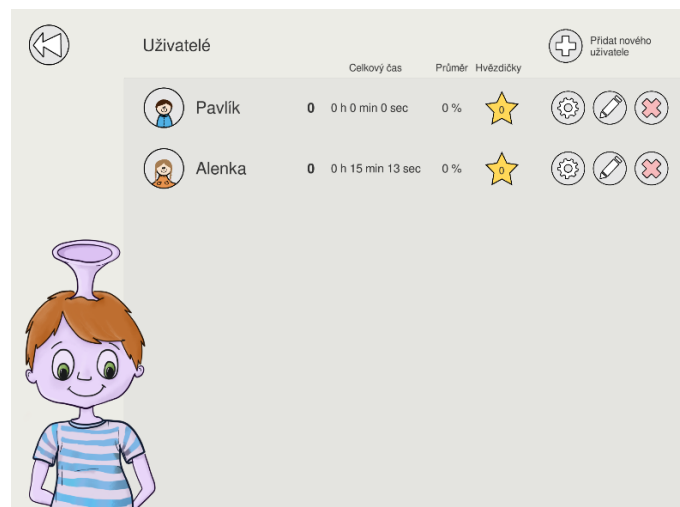 Uživatelé
Přidat nového
uživatele
Celkový čas Průměr Hvězdičky
Pavlík 0 0 h 0 min 0 sec 0 % 0
Alenka 0 0 h 15 min 13 sec 0 % 0